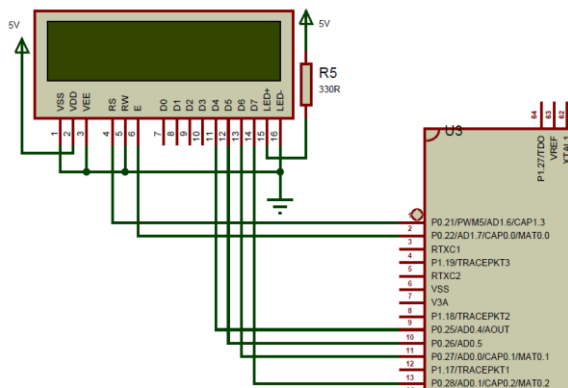 5V
5V
R5
330R
VSS
VDD
VEE
RS
RW
E
D0
D1
D2
D3
D4
D5
D6
D7
LED+
LED-
1
2
3
4
5
6
7
8
9
10
11
12
13
14
15
16
U3
64
63
62
P1.27/TDO
VREF
XTAL1
1
P0.21/PWM5/AD1.6/CAP1.3
2
P0.22/AD1.7/CAP0.0/MAT0.0
3
RTXC1
4
P1.19/TRACEPKT3
5
RTXC2
6
VSS
7
V3A
8
P1.18/TRACEPKT2
9
P0.25/AD0.4/AOUT
10
P0.26/AD0.5
11
P0.27/AD0.0/CAP0.1/MAT0.1
12
P1.17/TRACEPKT1
13
P0.28/AD0.1/CAP0.2/MAT0.2